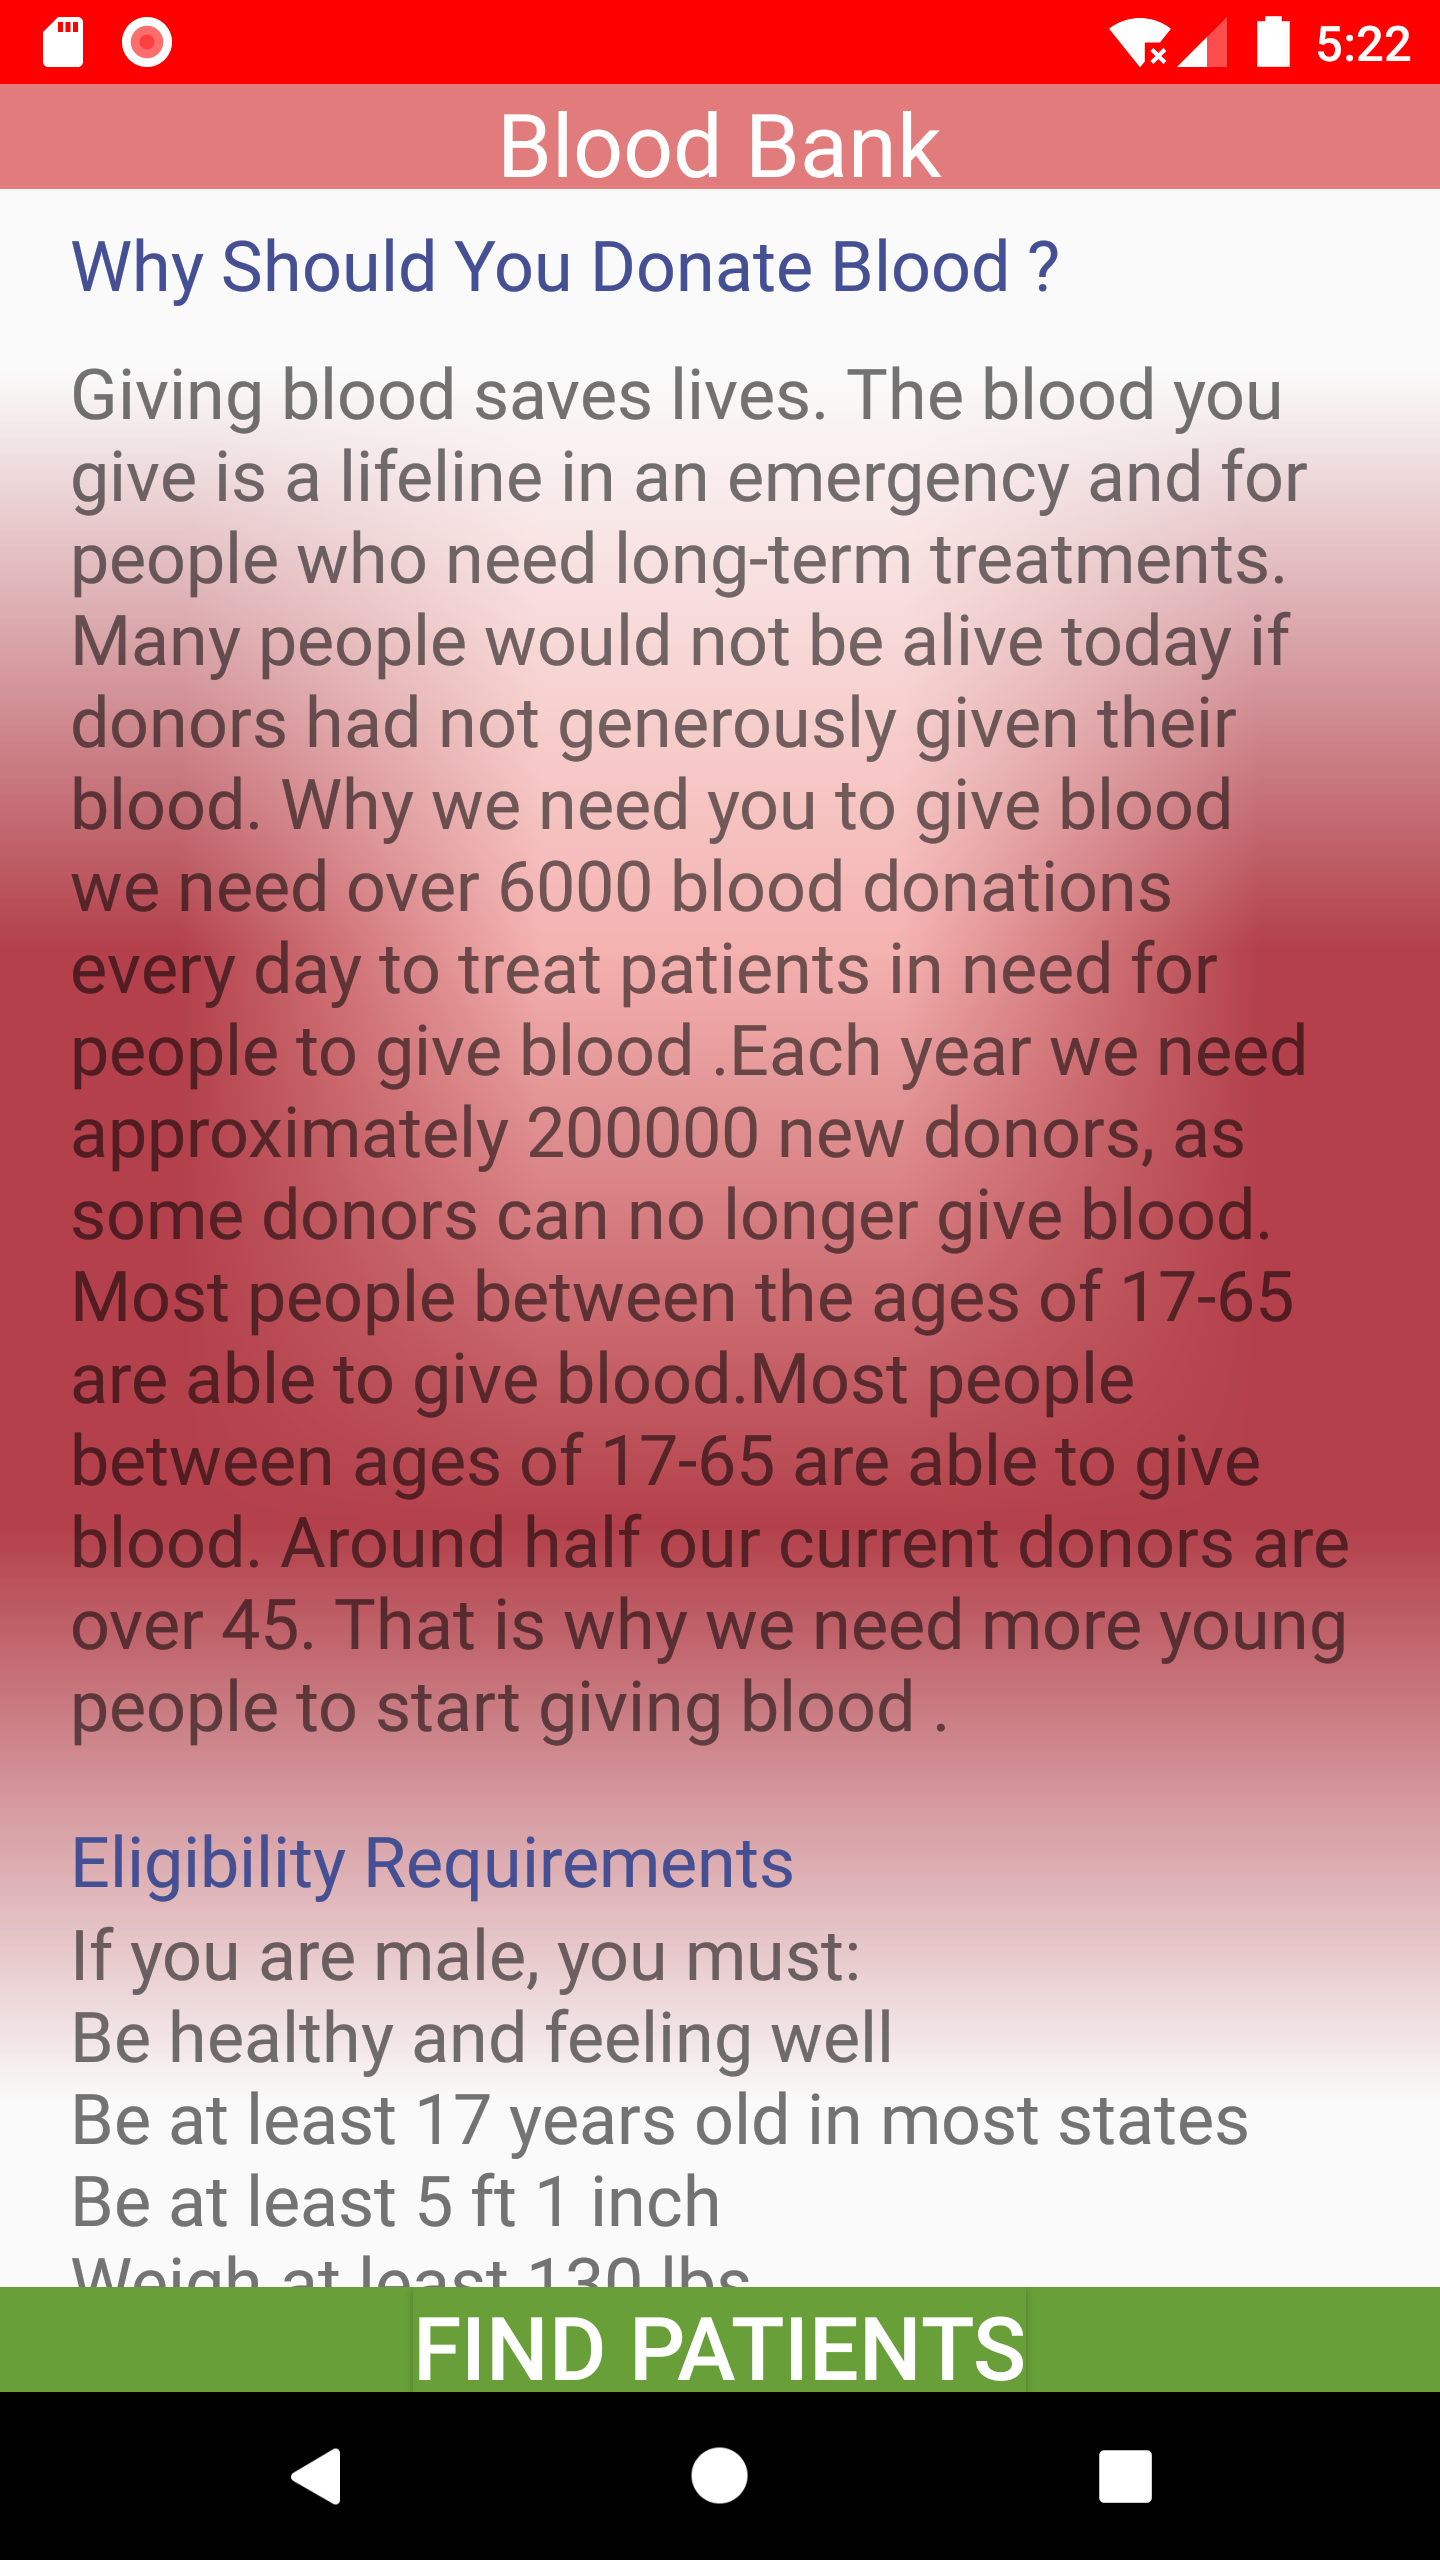 5:22
Blood Bank
Why Should You Donate Blood ?
Giving blood saves lives. The blood you
give is a lifeline in an emergency and for
people who need long-term treatments.
Many people would not be alive today if
donors had not generously given their
blood. Why we need you to give blood
we need over 6000 blood donations
every day to treat patients in need for
people to give blood .Each year we need
approximately 200000 new donors, as
some donors can no longer give blood.
Most people between the ages of 17-65
are able to give blood.Most people
between ages of 17-65 are able to give
blood. Around half our current donors are
over 45. That is why we need more young
people to start giving blood .
Eligibility Requirements
If you are male, you must:
Be healthy and feeling well
Be at least 17 years old in most states
Be at least 5 ft 1 inch
Weigh at least 130 lbs
FIND PATIENTS